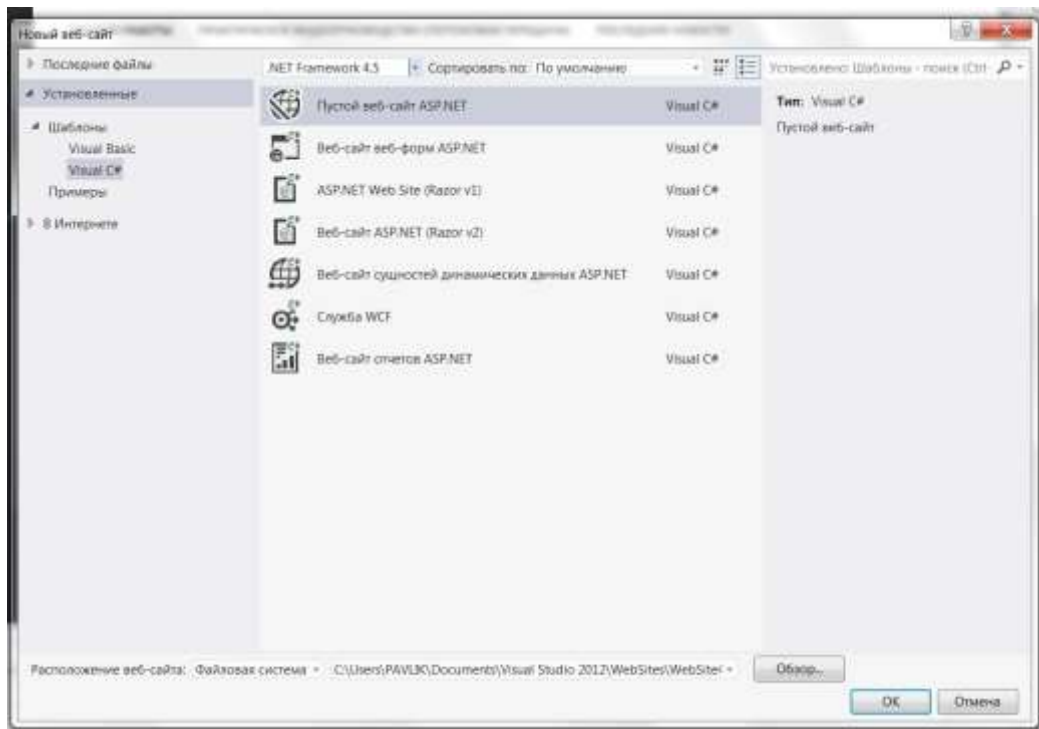 Новый веб-сайт
Последние файлы
.NET Framework 4.5
Сортировать по: По умолчанию
Установлено: Шаблоны - поиск (Ctrl
Установленные
Шаблоны
Visual Basic
Visual C#
Примеры
В Интернете
Пустой веб-сайт ASP.NET Visual C#
Веб-сайт веб-форм ASP.NET Visual C#
ASP.NET Web Site (Razor v1) Visual C#
Веб-сайт ASP.NET (Razor v2) Visual C#
Веб-сайт сущностей динамических данных ASP.NET Visual C#
Служба WCF Visual C#
Веб-сайт отчетов ASP.NET Visual C#
Тип: Visual C#
Пустой веб-сайт
Расположение веб-сайта: Файловая система C:\Users\PAVLIK\Documents\Visual Studio 2012\WebSites\WebSite Обзор...
OK Отмена